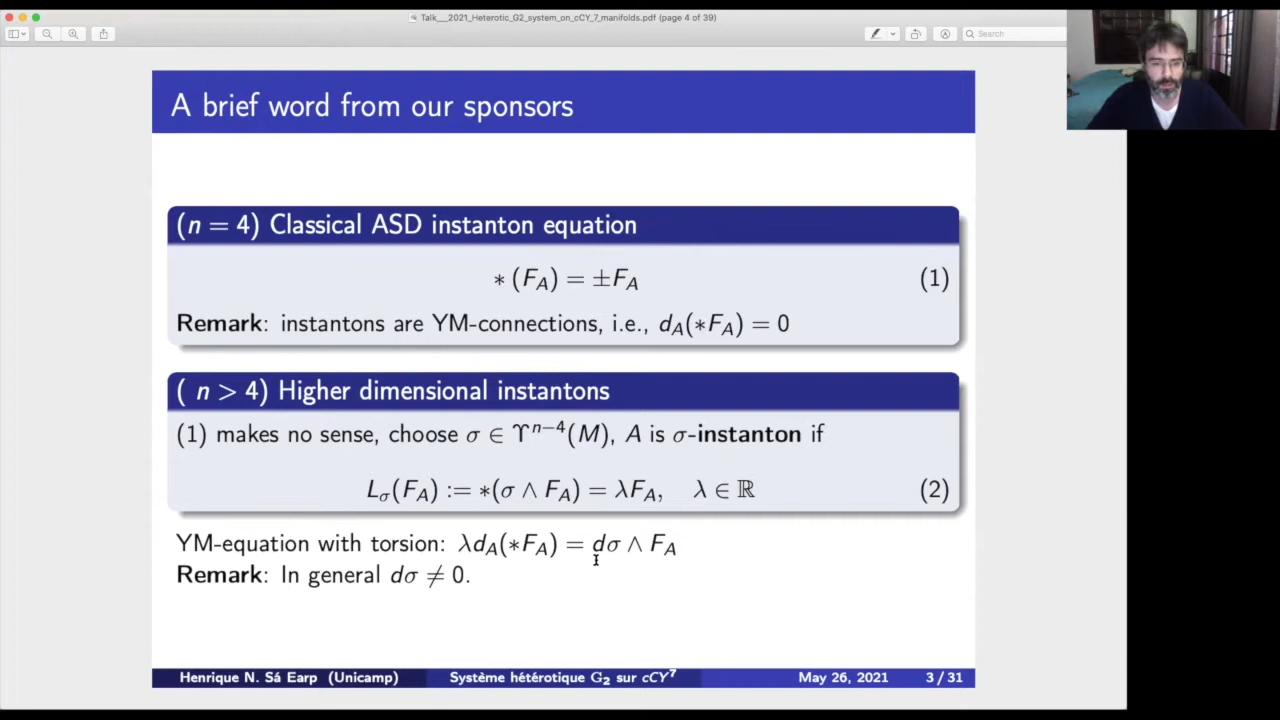 Talk___2021_Heterotic_G2_system_on_cCY_7_manifolds.pdf (page 4 of 39)
Search
A brief word from our sponsors
(n = 4) Classical ASD instanton equation
∗(F_A) = ±F_A (1)
Remark: instantons are YM-connections, i.e., d_A(∗F_A) = 0
( n > 4) Higher dimensional instantons
(1) makes no sense, choose σ ∈ ϒ^{n−4}(M), A is σ-instanton if
L_σ(F_A) := ∗(σ ∧ F_A) = λF_A, λ ∈ ℝ (2)
YM-equation with torsion: λd_A(∗F_A) = dσ ∧ F_A
Remark: In general dσ ≠ 0.
Henrique N. Sá Earp (Unicamp) Système hétérotique G₂ sur cCY⁷ May 26, 2021 3 / 31